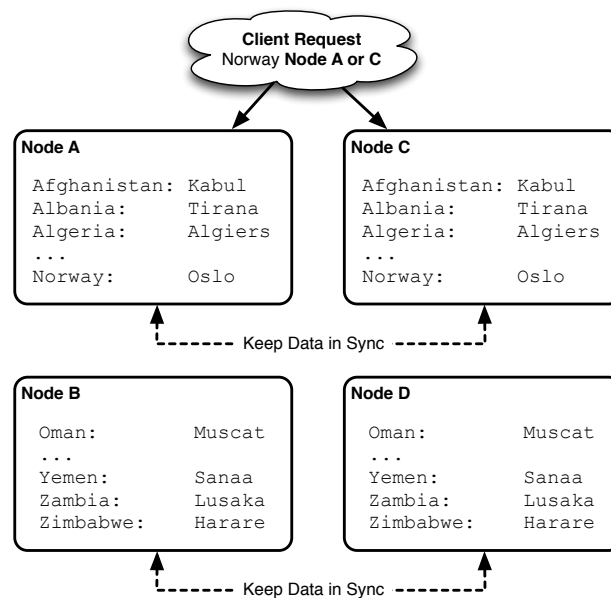 Client Request
Norway Node A or C
Node A
Afghanistan: Kabul
Albania: Tirana
Algeria: Algiers
...
Norway: Oslo
Node C
Afghanistan: Kabul
Albania: Tirana
Algeria: Algiers
...
Norway: Oslo
Keep Data in Sync
Node B
Oman: Muscat
...
Yemen: Sanaa
Zambia: Lusaka
Zimbabwe: Harare
Node D
Oman: Muscat
...
Yemen: Sanaa
Zambia: Lusaka
Zimbabwe: Harare
Keep Data in Sync